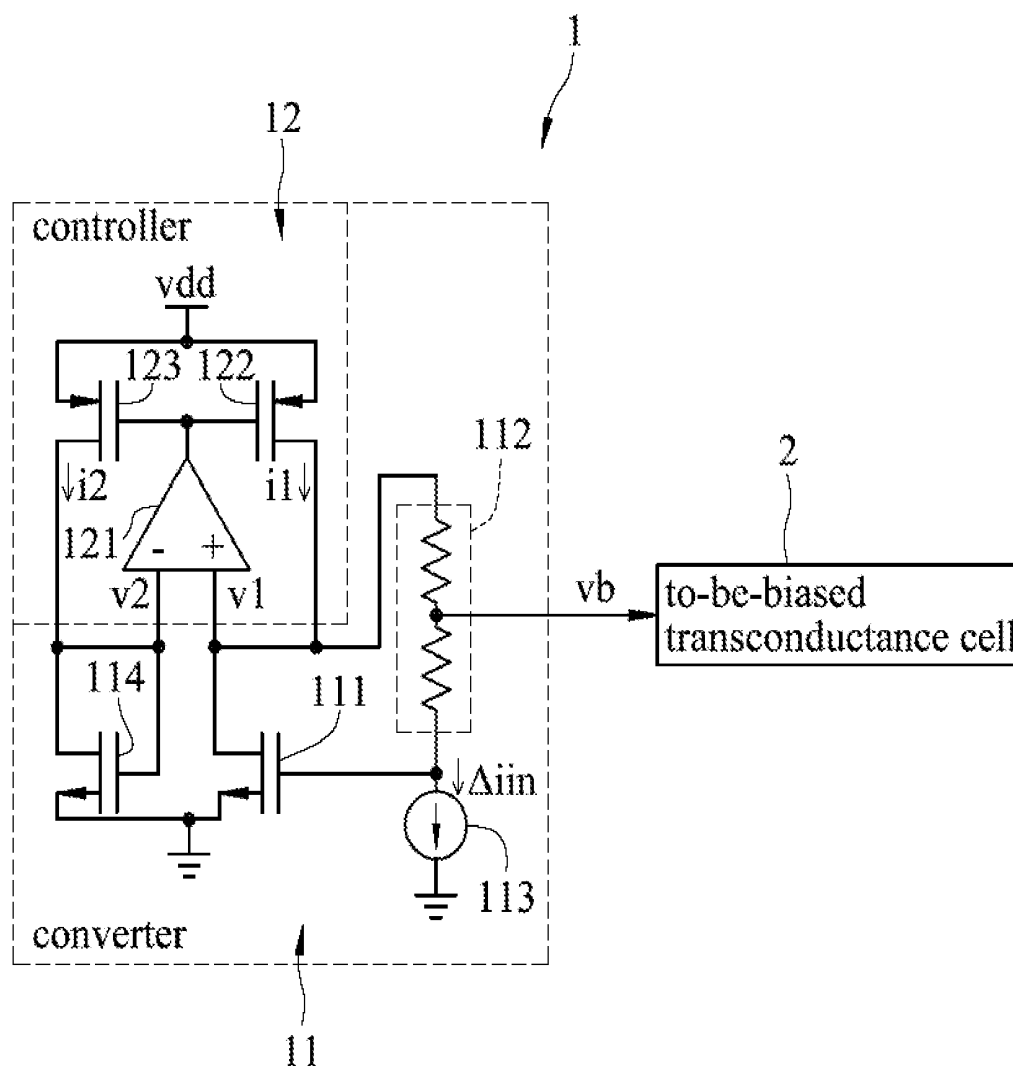 1
12
controller
vdd
123
122
112
i2
i1
2
121
- +
v2
v1
vb
to-be-biased
transconductance cell
114
111
Δiin
113
converter
11